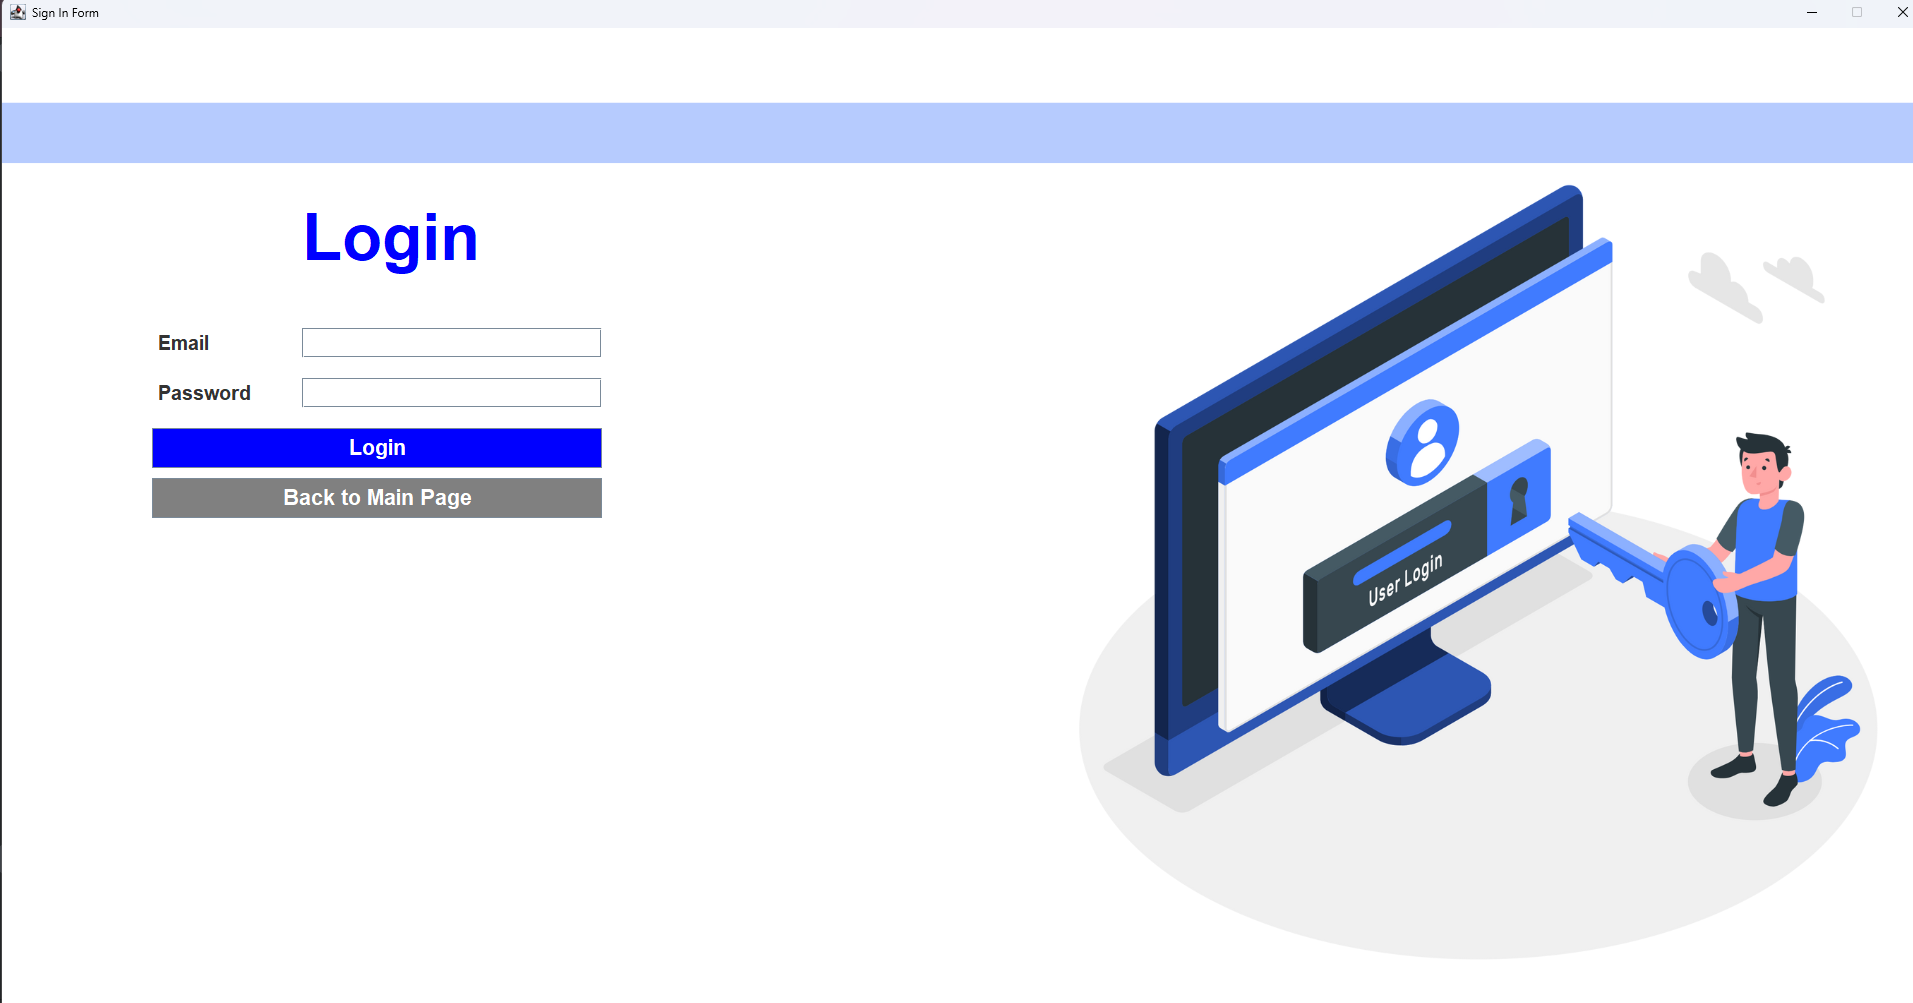 Sign In Form
Login
Email
Password
Login
Back to Main Page
User Login